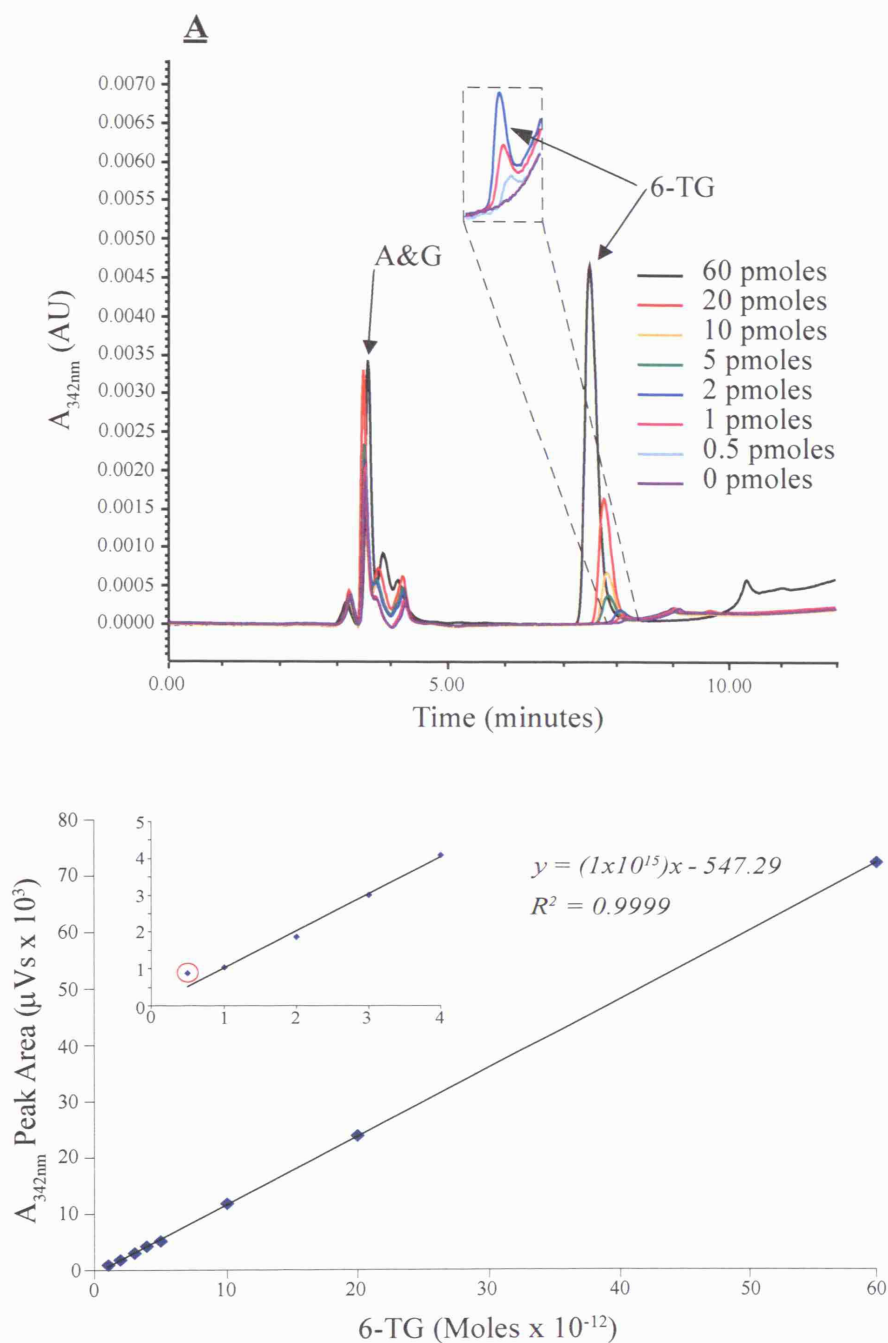 A
0.0070
0.0065
0.0060
0.0055
0.0050
0.0045
0.0040
0.0035
0.0030
0.0025
0.0020
0.0015
0.0010
0.0005
0.0000
A342nm (AU)
A&G
6-TG
60 pmoles
20 pmoles
10 pmoles
5 pmoles
2 pmoles
1 pmoles
0.5 pmoles
0 pmoles
0.00 5.00 10.00
Time (minutes)
80
70
60
50
40
30
20
10
0
A342nm Peak Area (µVs x 10³)
5
4
3
2
1
0
0 1 2 3 4
y = (1x10¹⁵)x - 547.29
R² = 0.9999
0 10 20 30 40 50 60
6-TG (Moles x 10⁻¹²)